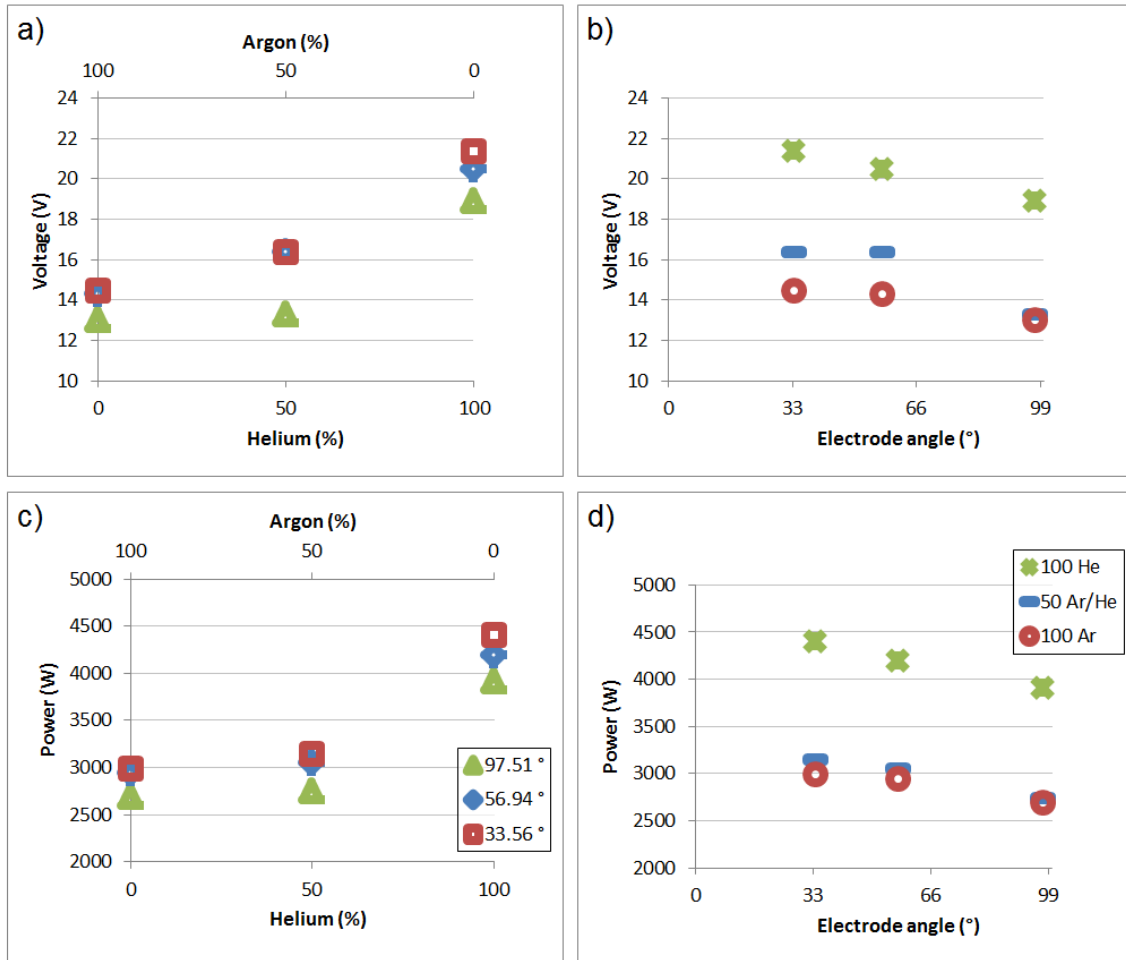 a)
Argon (%)
100 50 0
24
22
20
18
16
14
12
10
Voltage (V)
0 50 100
Helium (%)
b)
24
22
20
18
16
14
12
10
Voltage (V)
0 33 66 99
Electrode angle (°)
c)
Argon (%)
100 50 0
5000
4500
4000
3500
3000
2500
2000
Power (W)
97.51 °
56.94 °
33.56 °
0 50 100
Helium (%)
d)
100 He
50 Ar/He
100 Ar
5000
4500
4000
3500
3000
2500
2000
Power (W)
0 33 66 99
Electrode angle (°)